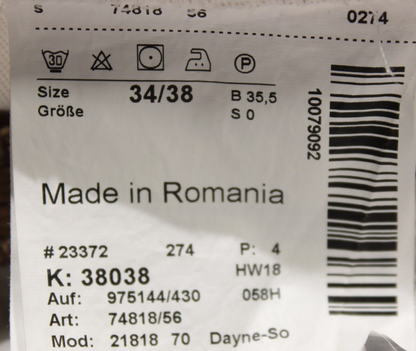 S 74818 56 0274
30 P
Size 34/38 B 35,5
Größe S 0
10079092
Made in Romania
# 23372 274 P: 4
K: 38038 HW18
Auf: 975144/430 058H
Art: 74818/56
Mod: 21818 70 Dayne-So